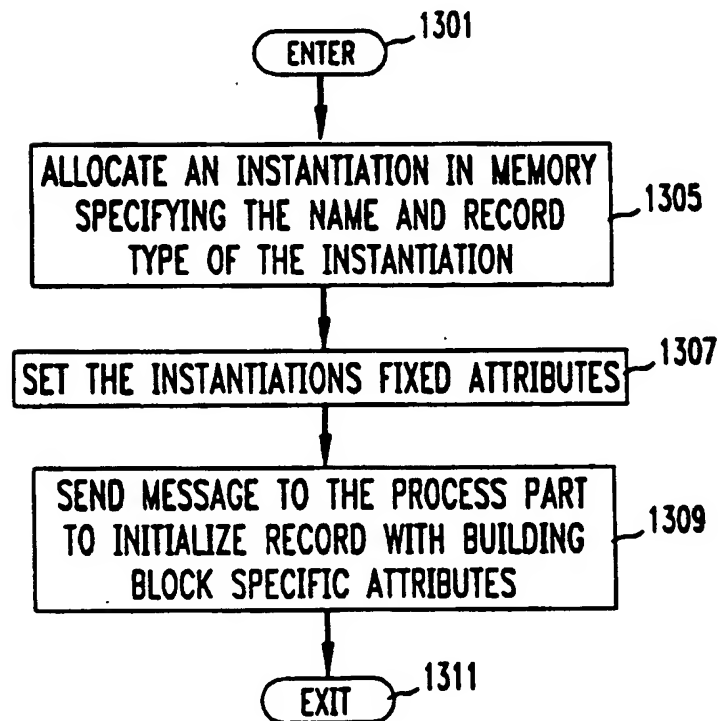 1301
ENTER
ALLOCATE AN INSTANTIATION IN MEMORY
SPECIFYING THE NAME AND RECORD
TYPE OF THE INSTANTIATION
1305
SET THE INSTANTIATIONS FIXED ATTRIBUTES
1307
SEND MESSAGE TO THE PROCESS PART
TO INITIALIZE RECORD WITH BUILDING
BLOCK SPECIFIC ATTRIBUTES
1309
EXIT
1311